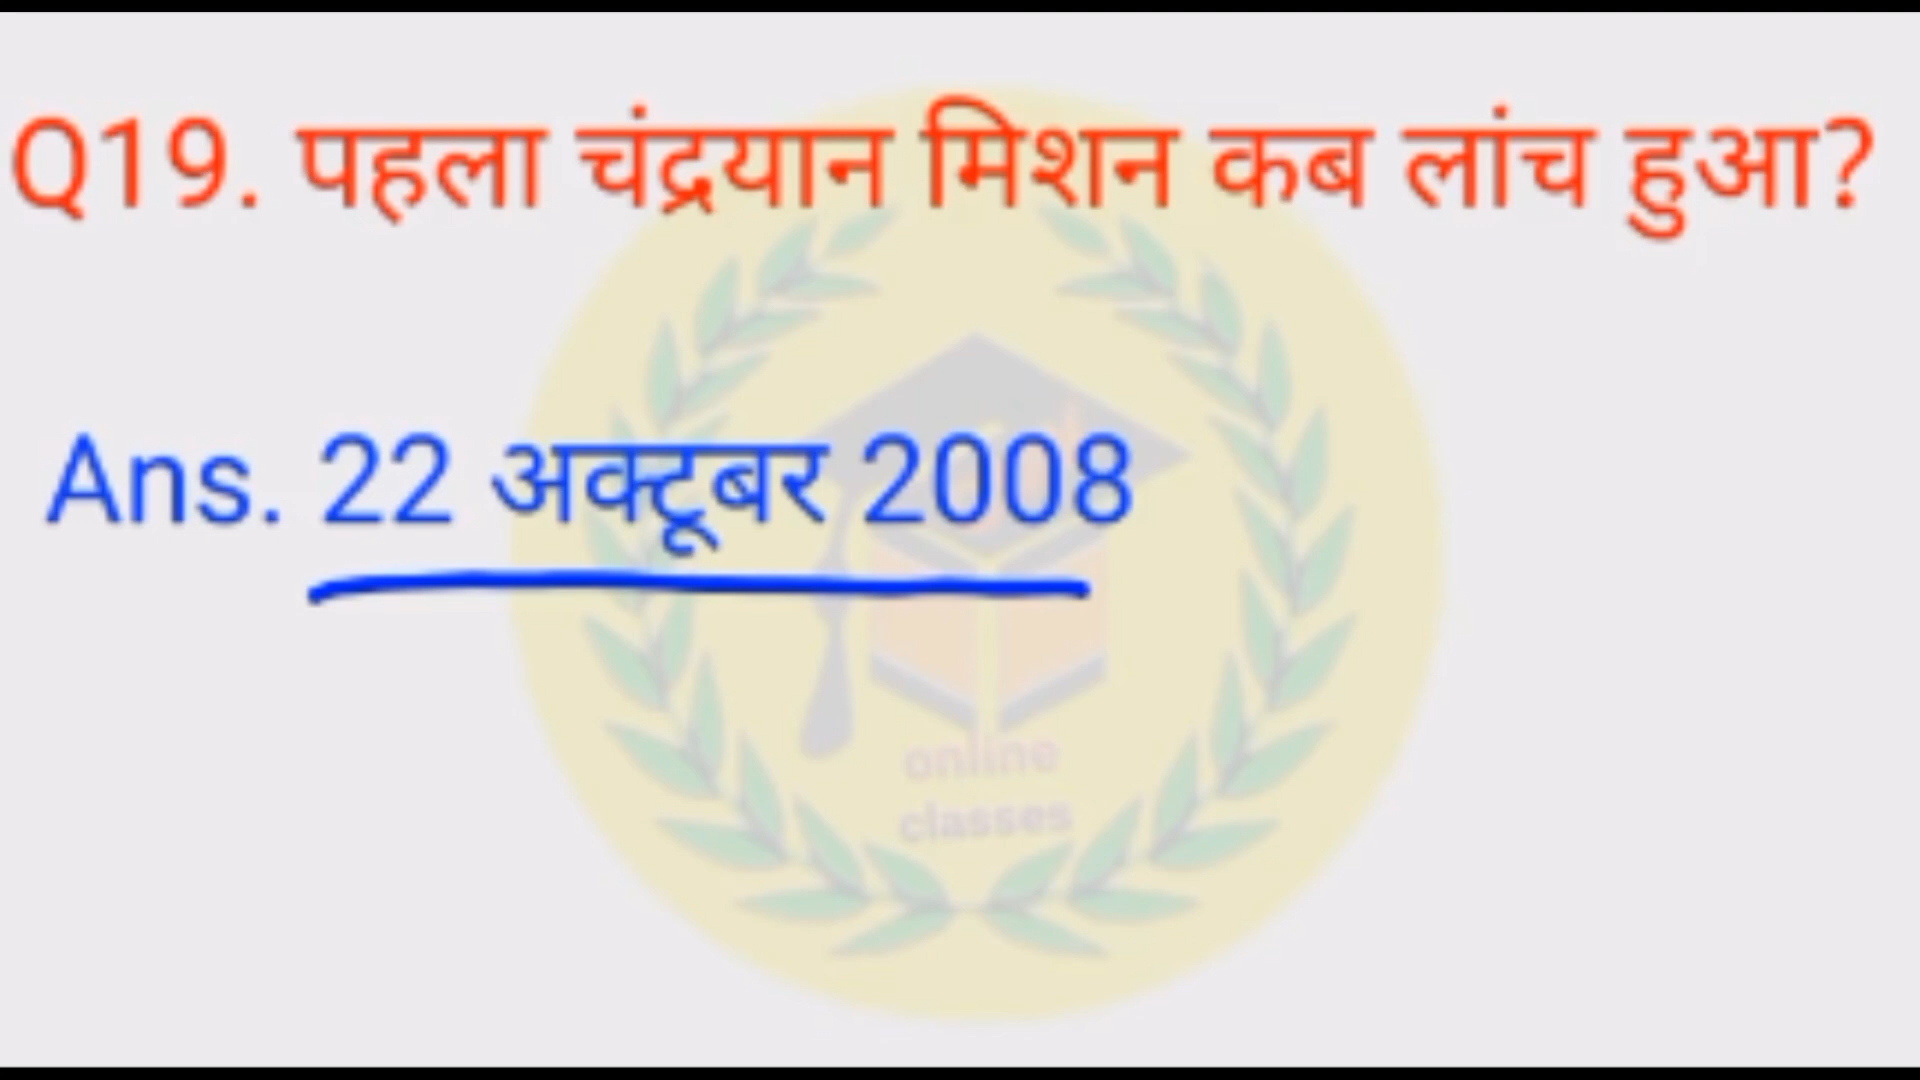 Q19. पहला चंद्रयान मिशन कब लांच हुआ?
Ans. 22 अक्टूबर 2008
online
classes